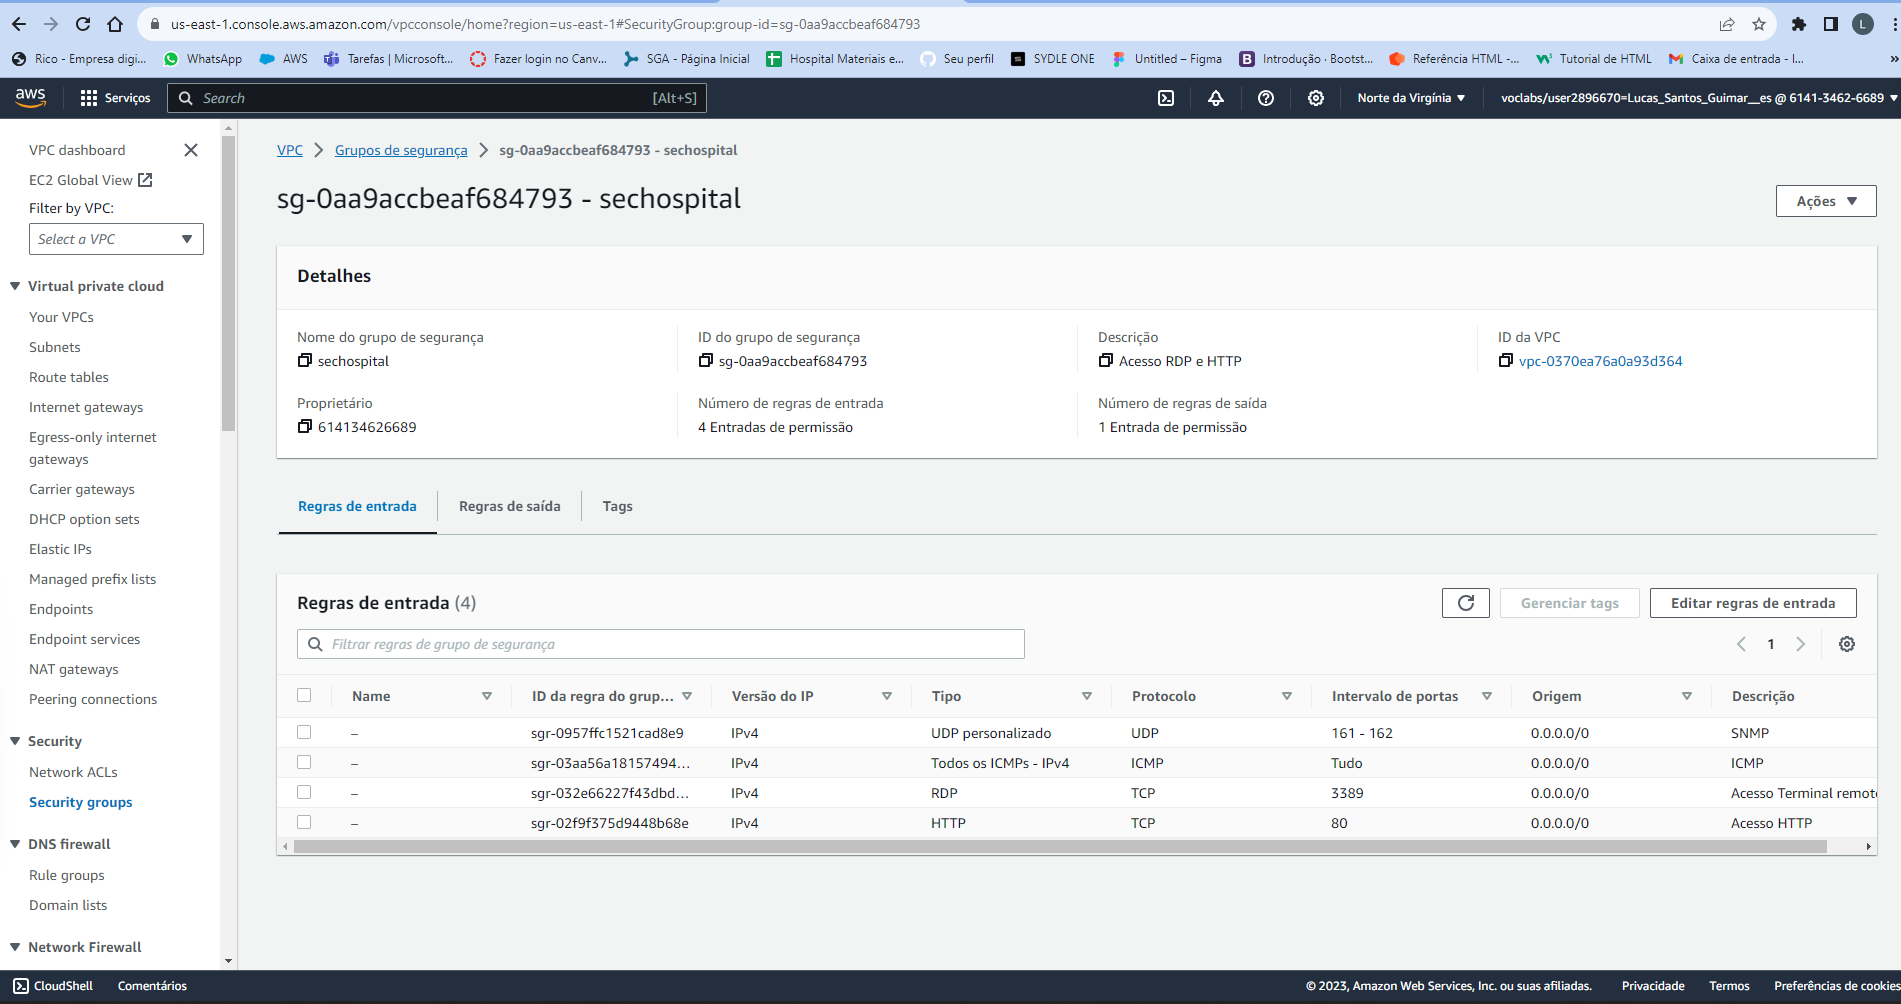 us-east-1.console.aws.amazon.com/vpcconsole/home?region=us-east-1#SecurityGroup:group-id=sg-0aa9accbeaf684793
L
Rico - Empresa digi... WhatsApp AWS Tarefas | Microsoft... Fazer login no Canv... SGA - Página Inicial Hospital Materiais e... Seu perfil SYDLE ONE Untitled – Figma Introdução · Bootst... Referência HTML -... Tutorial de HTML Caixa de entrada - l... »
aws Serviços Search [Alt+S] Norte da Virgínia voclabs/user2896670=Lucas_Santos_Guimar__es @ 6141-3462-6689
VPC dashboard
EC2 Global View
Filter by VPC:
Select a VPC
Virtual private cloud
Your VPCs
Subnets
Route tables
Internet gateways
Egress-only internet
gateways
Carrier gateways
DHCP option sets
Elastic IPs
Managed prefix lists
Endpoints
Endpoint services
NAT gateways
Peering connections
Security
Network ACLs
Security groups
DNS firewall
Rule groups
Domain lists
Network Firewall
VPC > Grupos de segurança > sg-0aa9accbeaf684793 - sechospital
sg-0aa9accbeaf684793 - sechospital
Ações
Detalhes
Nome do grupo de segurança
sechospital
ID do grupo de segurança
sg-0aa9accbeaf684793
Descrição
Acesso RDP e HTTP
ID da VPC
vpc-0370ea76a0a93d364
Proprietário
614134626689
Número de regras de entrada
4 Entradas de permissão
Número de regras de saída
1 Entrada de permissão
Regras de entrada Regras de saída Tags
Regras de entrada (4)
Gerenciar tags Editar regras de entrada
Filtrar regras de grupo de segurança
1
Name ID da regra do grup... Versão do IP Tipo Protocolo Intervalo de portas Origem Descrição
– sgr-0957ffc1521cad8e9 IPv4 UDP personalizado UDP 161 - 162 0.0.0.0/0 SNMP
– sgr-03aa56a18157494... IPv4 Todos os ICMPs - IPv4 ICMP Tudo 0.0.0.0/0 ICMP
– sgr-032e66227f43dbd... IPv4 RDP TCP 3389 0.0.0.0/0 Acesso Terminal remot
– sgr-02f9f375d9448b68e IPv4 HTTP TCP 80 0.0.0.0/0 Acesso HTTP
CloudShell Comentários © 2023, Amazon Web Services, Inc. ou suas afiliadas. Privacidade Termos Preferências de cookies